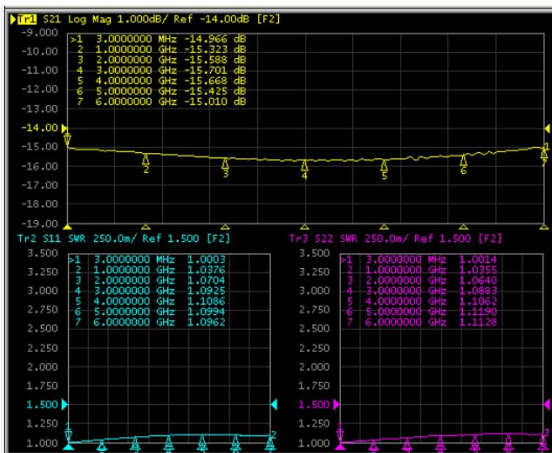 Tr1 S21 Log Mag 1.000dB/ Ref -14.00dB [F2]
-9.000
>1 3.0000000 MHz -14.966 dB
2 1.0000000 GHz -15.323 dB
3 2.0000000 GHz -15.588 dB
4 3.0000000 GHz -15.701 dB
5 4.0000000 GHz -15.668 dB
6 5.0000000 GHz -15.425 dB
7 6.0000000 GHz -15.010 dB
-10.00
-11.00
-12.00
-13.00
-14.00
-15.00
-16.00
-17.00
-18.00
-19.00
1
2
3
4
5
6
7
Tr2 S11 SWR 250.0m/ Ref 1.500 [F2]
3.500
>1 3.0000000 MHz 1.0003
2 1.0000000 GHz 1.0376
3 2.0000000 GHz 1.0704
4 3.0000000 GHz 1.0925
5 4.0000000 GHz 1.1086
6 5.0000000 GHz 1.0994
7 6.0000000 GHz 1.0962
3.250
3.000
2.750
2.500
2.250
2.000
1.750
1.500
1.250
1.000
Tr3 S22 SWR 250.0m/ Ref 1.500 [F2]
3.500
>1 3.0000000 MHz 1.0014
2 1.0000000 GHz 1.0355
3 2.0000000 GHz 1.0640
4 3.0000000 GHz 1.0883
5 4.0000000 GHz 1.1062
6 5.0000000 GHz 1.1190
7 6.0000000 GHz 1.1128
3.250
3.000
2.750
2.500
2.250
2.000
1.750
1.500
1.250
1.000